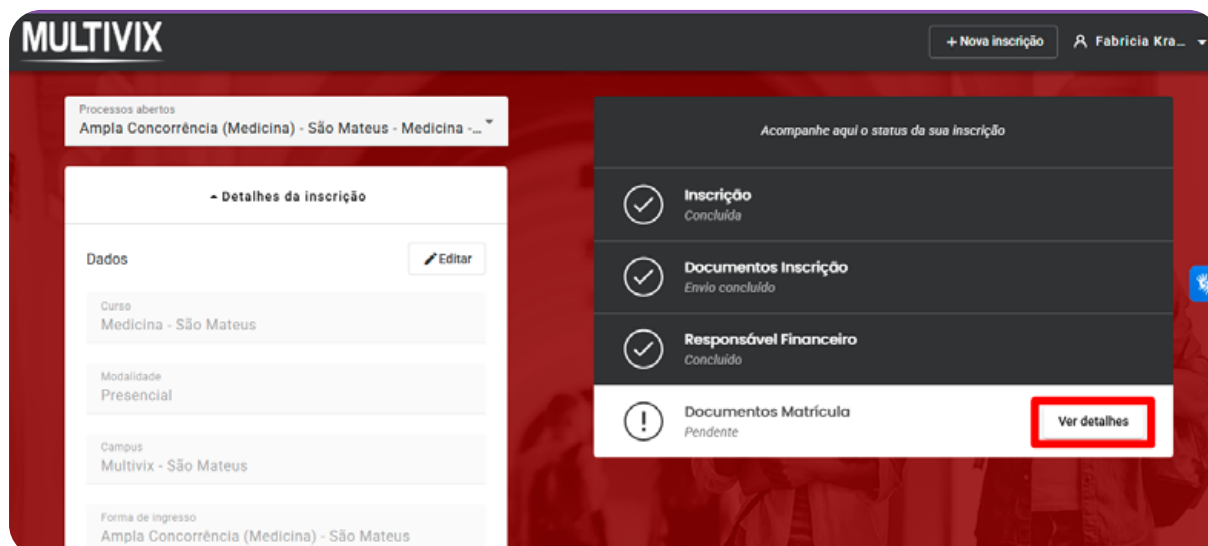 MULTIVIX
+ Nova inscrição
Fabricia Kra...
Processos abertos
Ampla Concorrência (Medicina) - São Mateus - Medicina -...
Detalhes da inscrição
Dados
Editar
Curso
Medicina - São Mateus
Modalidade
Presencial
Campus
Multivix - São Mateus
Forma de ingresso
Ampla Concorrência (Medicina) - São Mateus
Acompanhe aqui o status da sua inscrição
Inscrição
Concluída
Documentos Inscrição
Envio concluído
Responsável Financeiro
Concluído
Documentos Matrícula
Pendente
Ver detalhes